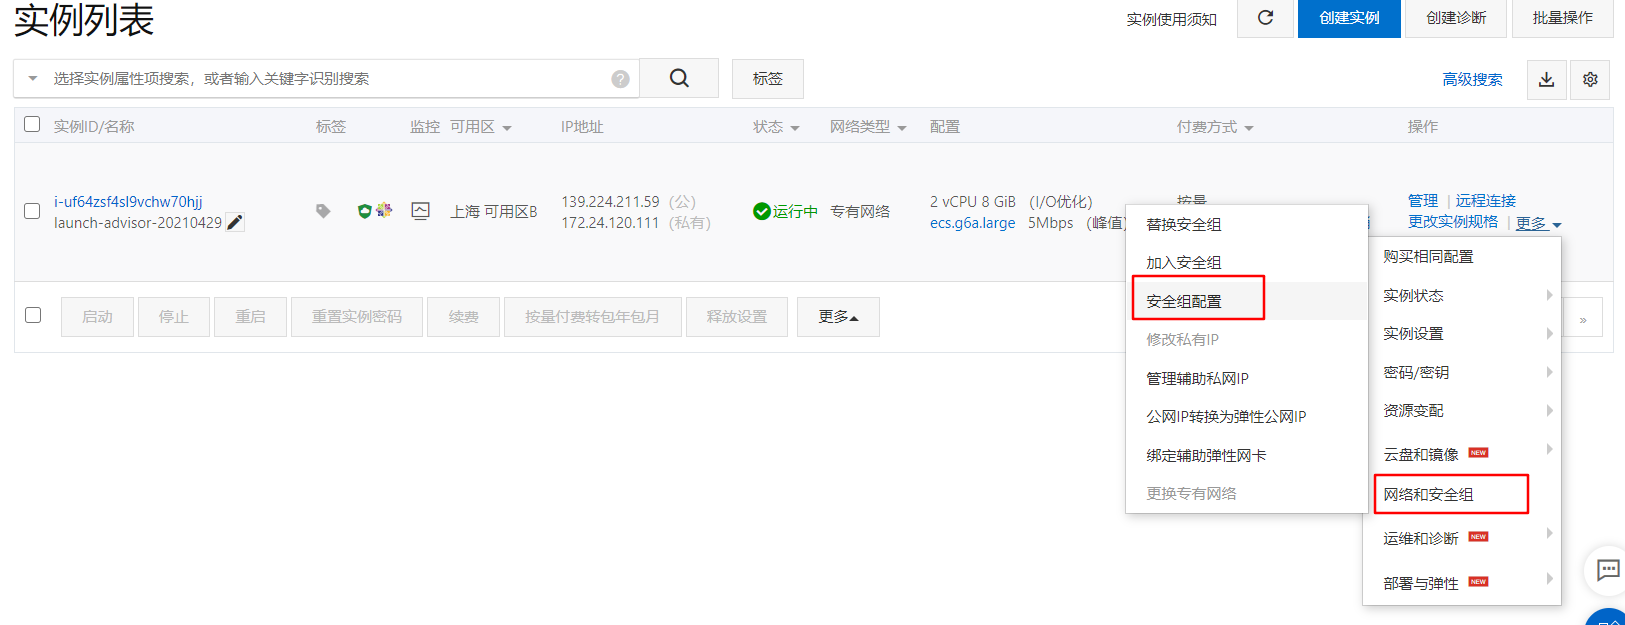 实例列表
实例使用须知
创建实例
创建诊断
批量操作
选择实例属性项搜索，或者输入关键字识别搜索
?
标签
高级搜索
实例ID/名称
标签
监控
可用区
IP地址
状态
网络类型
配置
付费方式
操作
i-uf64zsf4sl9vchw70hjj
launch-advisor-20210429
上海 可用区B
139.224.211.59 （公）
172.24.120.111 （私有）
运行中
专有网络
2 vCPU 8 GiB （I/O优化）
ecs.g6a.large 5Mbps （峰值）
按量
管理 | 远程连接
更改实例规格 | 更多
替换安全组
加入安全组
安全组配置
修改私有IP
管理辅助私网IP
公网IP转换为弹性公网IP
绑定辅助弹性网卡
更换专有网络
购买相同配置
实例状态
实例设置
密码/密钥
资源变配
云盘和镜像 NEW
网络和安全组
运维和诊断 NEW
部署与弹性 NEW
启动
停止
重启
重置实例密码
续费
按量付费转包年包月
释放设置
更多
»